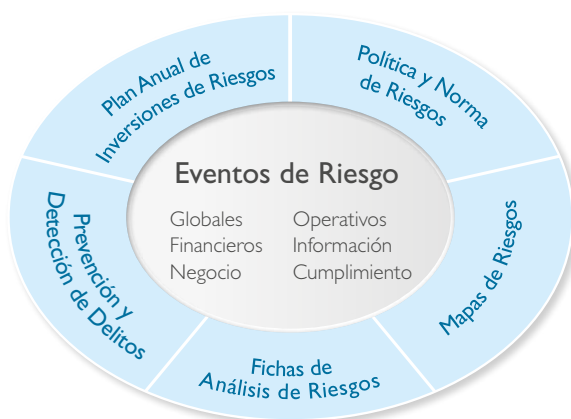 Plan Anual de
Inversiones de Riesgos
Política y Norma
de Riesgos
Eventos de Riesgo
Globales Operativos
Financieros Información
Negocio Cumplimiento
Prevención y
Detección de Delitos
Mapas de Riesgos
Fichas de
Análisis de Riesgos